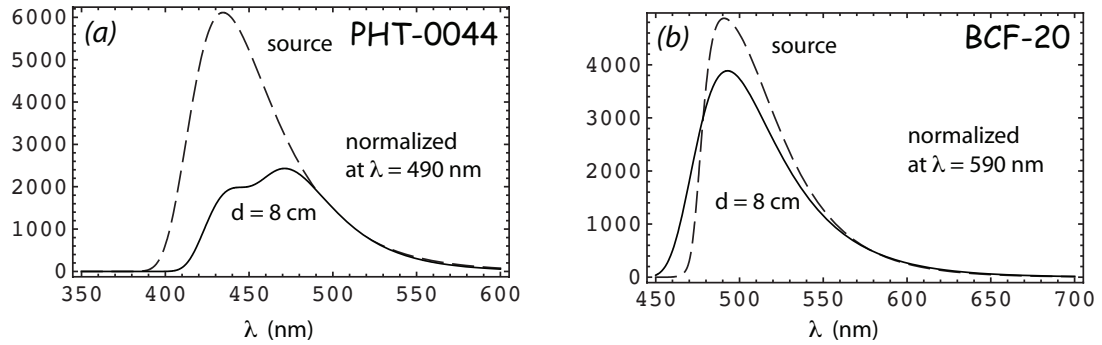 (a)
PHT-0044
source
normalized
at λ = 490 nm
d = 8 cm
6000
5000
4000
3000
2000
1000
0
350 400 450 500 550 600
λ (nm)
(b)
BCF-20
source
normalized
at λ = 590 nm
d = 8 cm
4000
3000
2000
1000
0
450 500 550 600 650 700
λ (nm)